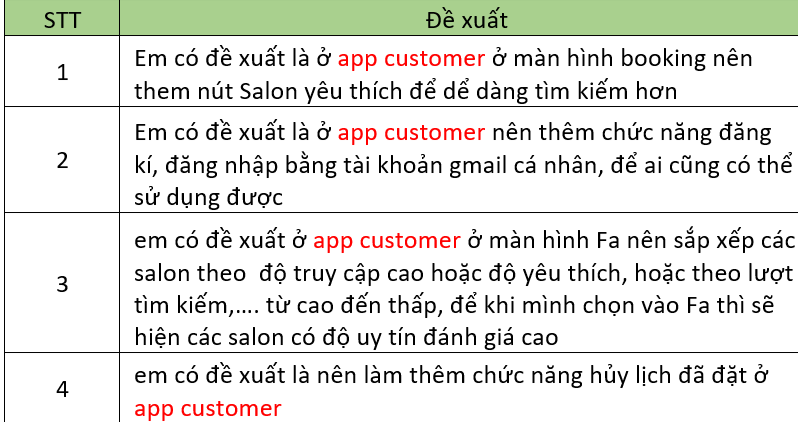 STT Đề xuất
1 Em có đề xuất là ở app customer ở màn hình booking nên
them nút Salon yêu thích để dể dàng tìm kiếm hơn
2 Em có đề xuất là ở app customer nên thêm chức năng đăng
kí, đăng nhập bằng tài khoản gmail cá nhân, để ai cũng có thể
sử dụng được
3 em có đề xuất ở app customer ở màn hình Fa nên sắp xếp các
salon theo  độ truy cập cao hoặc độ yêu thích, hoặc theo lượt
tìm kiếm,…. từ cao đến thấp, để khi mình chọn vào Fa thì sẽ
hiện các salon có độ uy tín đánh giá cao
4 em có đề xuất là nên làm thêm chức năng hủy lịch đã đặt ở
app customer